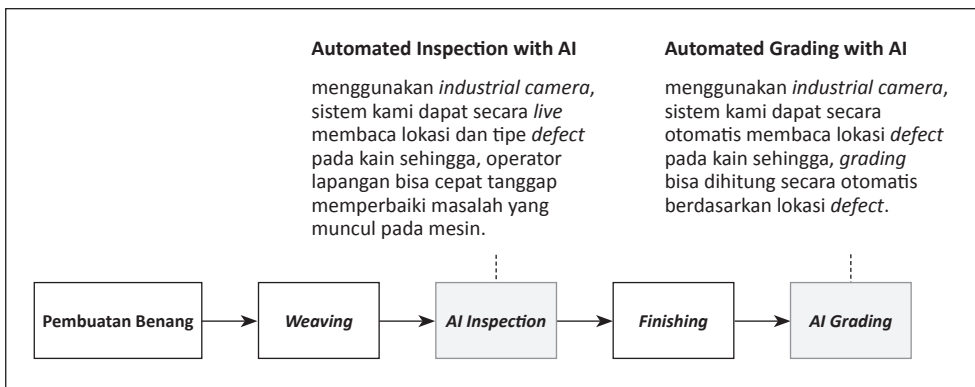 Automated Inspection with AI
menggunakan industrial camera,
sistem kami dapat secara live
membaca lokasi dan tipe defect
pada kain sehingga, operator
lapangan bisa cepat tanggap
memperbaiki masalah yang
muncul pada mesin.
Automated Grading with AI
menggunakan industrial camera,
sistem kami dapat secara
otomatis membaca lokasi defect
pada kain sehingga, grading
bisa dihitung secara otomatis
berdasarkan lokasi defect.
Pembuatan Benang
Weaving
AI Inspection
Finishing
AI Grading